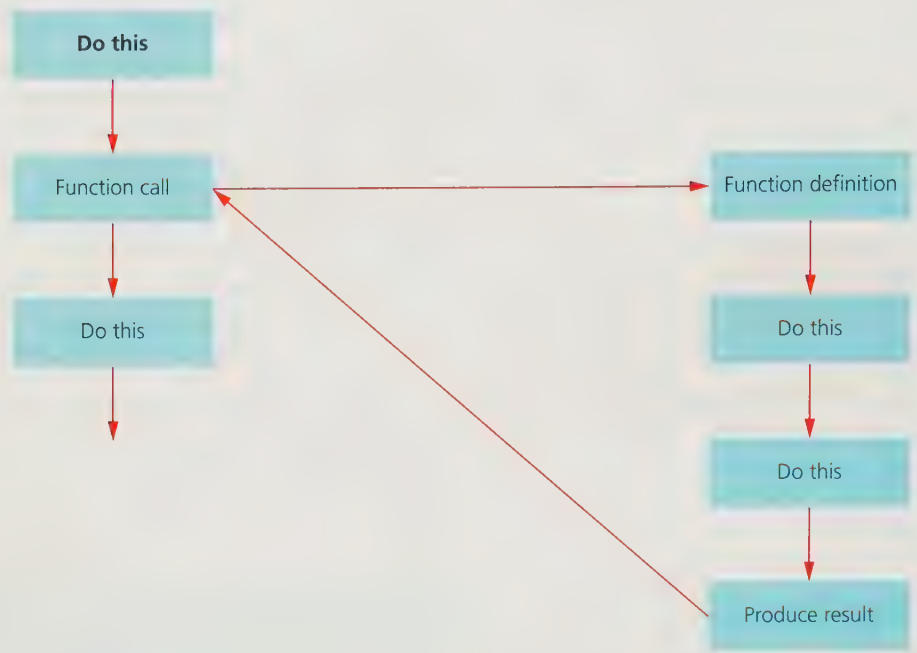 Do this
Function call
Do this
Function definition
Do this
Do this
Produce result